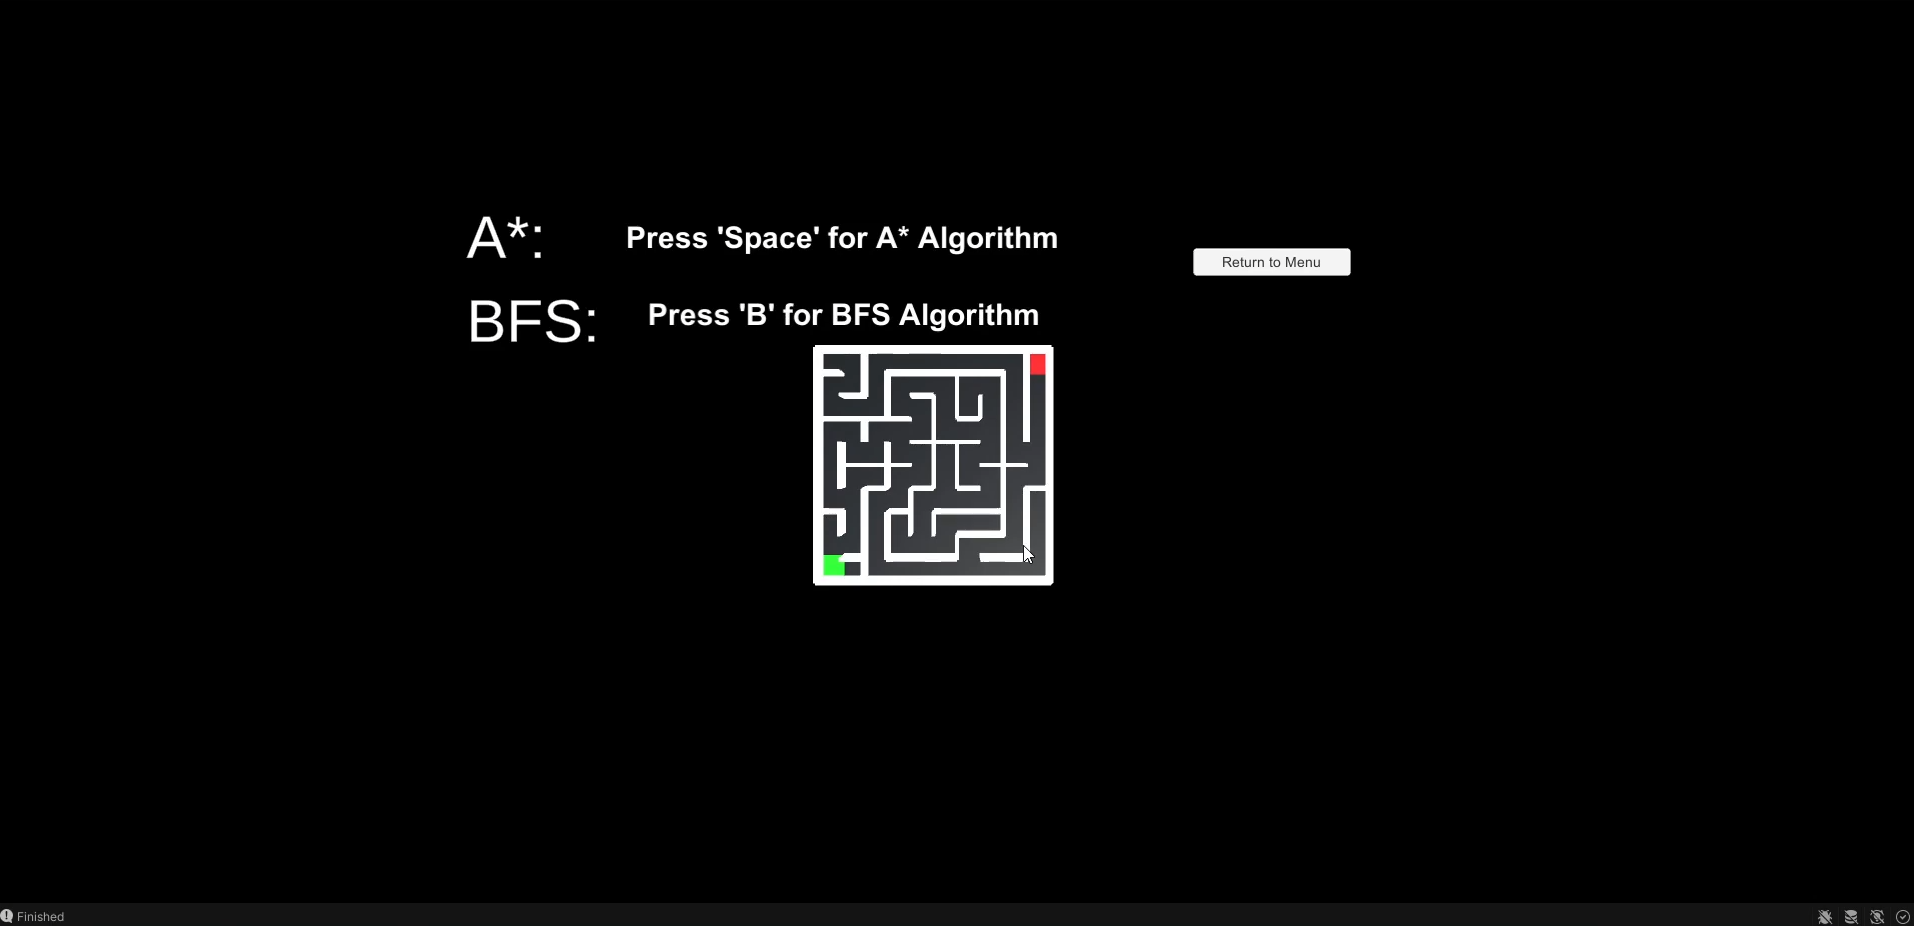 A*:
Press 'Space' for A* Algorithm
Return to Menu
BFS:
Press 'B' for BFS Algorithm
Finished